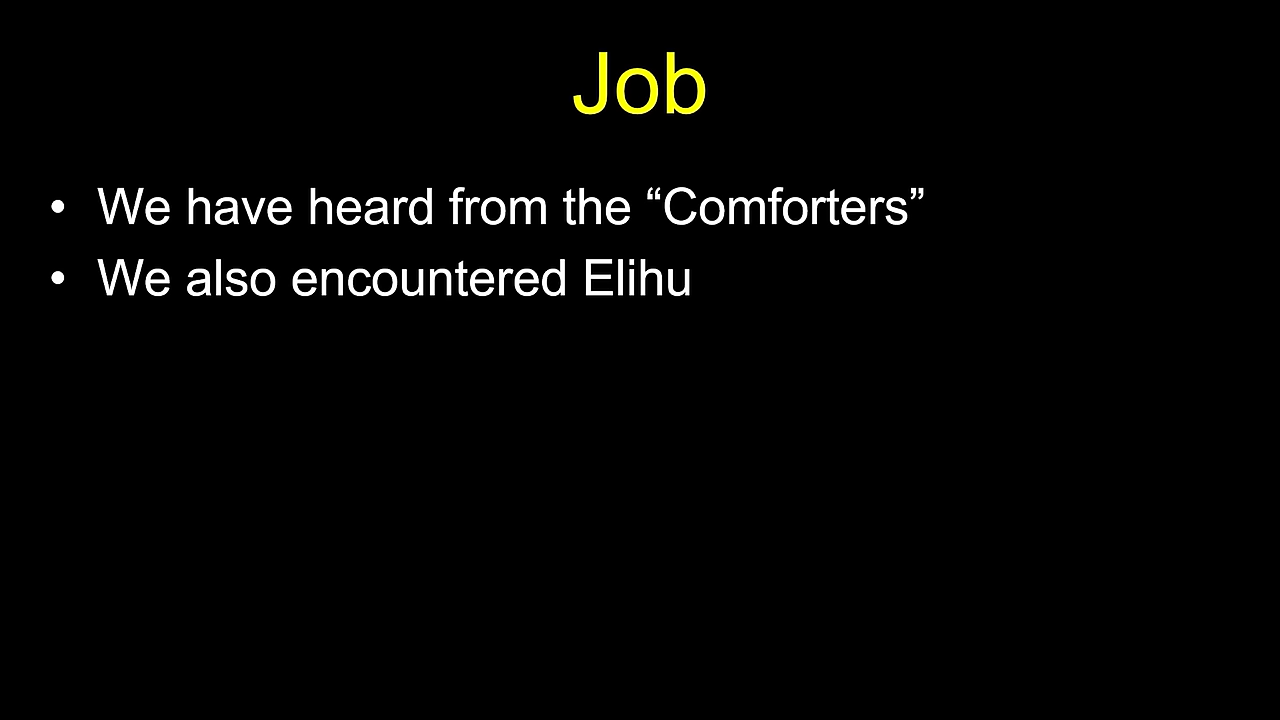 Job
• We have heard from the “Comforters”
• We also encountered Elihu